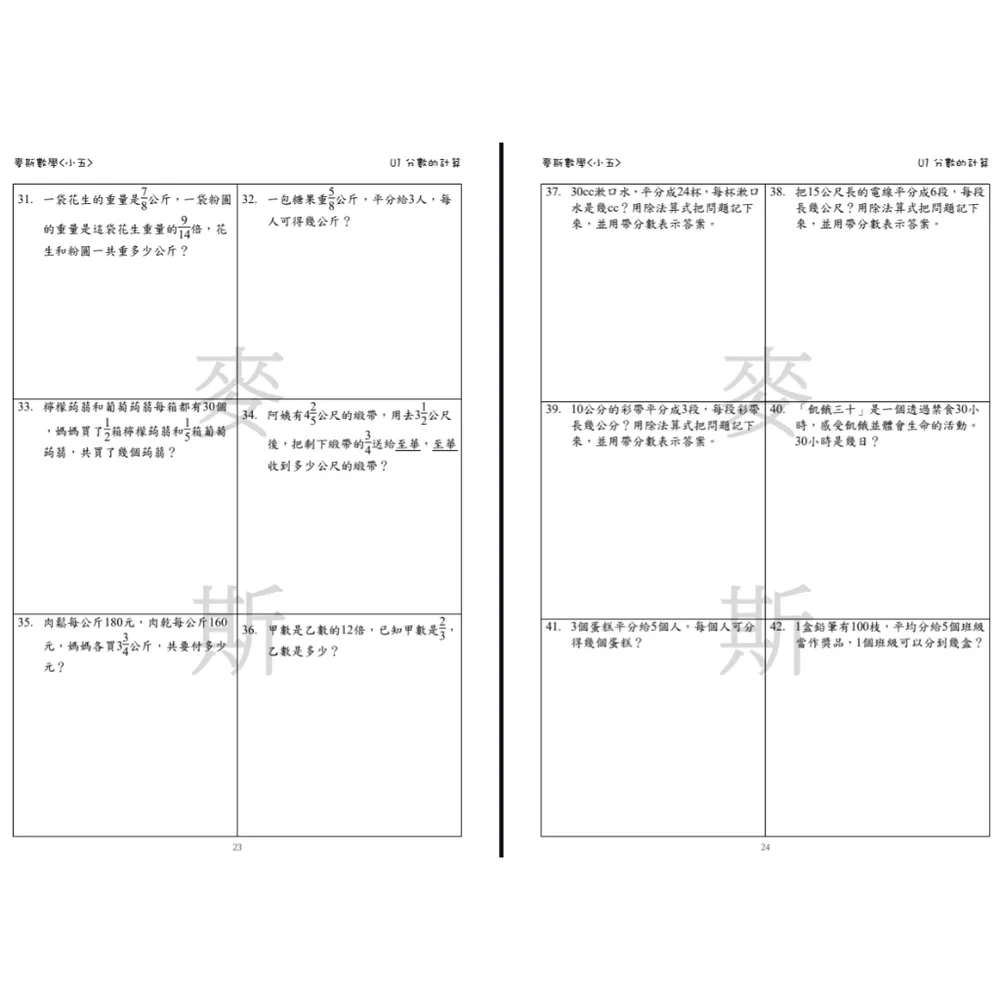 麥斯數學<小五>
U1 分數的計算
31. 一袋花生的重量是7/8公斤，一袋粉圓
的重量是這袋花生重量的9/14倍，花
生和粉圓一共重多少公斤？
32. 一包糖果重5/8公斤，平分給3人，每
人可得幾公斤？
33. 檸檬蒟蒻和葡萄蒟蒻每箱都有30個
，媽媽買了1/2箱檸檬蒟蒻和1/5箱葡萄
蒟蒻，共買了幾個蒟蒻？
34. 阿姨有4 2/5公尺的緞帶，用去3 1/2公尺
後，把剩下緞帶的3/4送給至華，至華
收到多少公尺的緞帶？
35. 肉鬆每公斤180元，肉乾每公斤160
元，媽媽各買3 3/4公斤，共要付多少
元？
36. 甲數是乙數的12倍，已知甲數是2/3，
乙數是多少？
麥
斯
23
麥斯數學<小五>
U1 分數的計算
37. 30cc漱口水，平分成24杯，每杯漱口
水是幾cc？用除法算式把問題記下
來，並用帶分數表示答案。
38. 把15公尺長的電線平分成6段，每段
長幾公尺？用除法算式把問題記下
來，並用帶分數表示答案。
39. 10公分的彩帶平分成3段，每段彩帶
長幾公分？用除法算式把問題記下
來，並用帶分數表示答案。
40. 「飢餓三十」是一個透過禁食30小
時，感受飢餓並體會生命的活動。
30小時是幾日？
41. 3個蛋糕平分給5個人，每個人可分
得幾個蛋糕？
42. 1盒鉛筆有100枝，平均分給5個班級
當作獎品，1個班級可以分到幾盒？
麥
斯
24